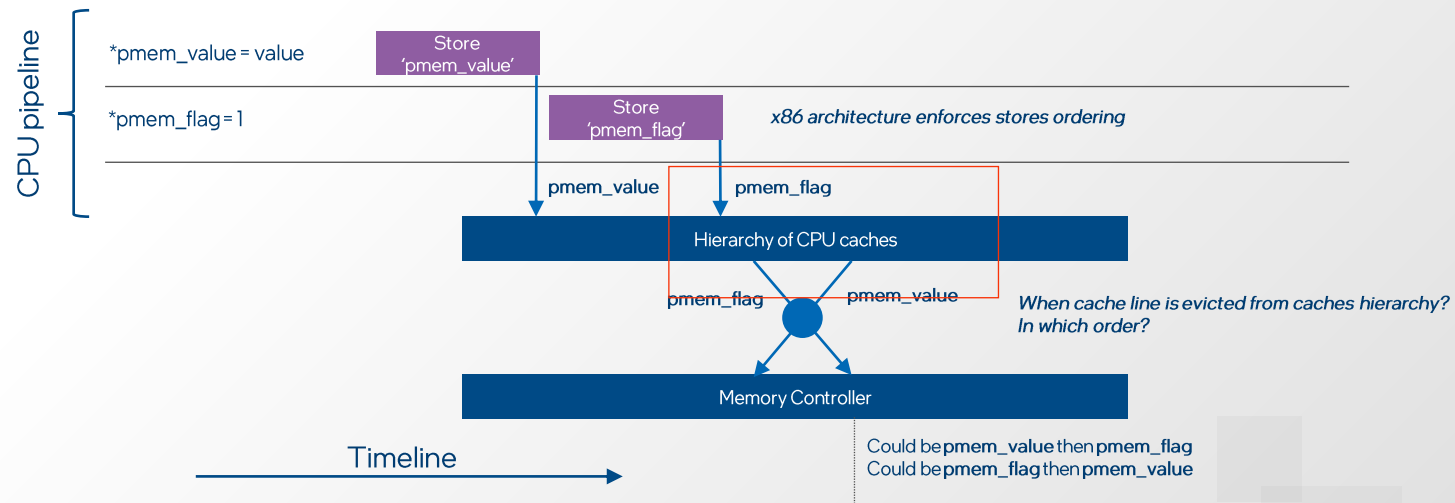 CPU pipeline
*pmem_value = value
Store
'pmem_value'
*pmem_flag=1
Store
'pmem_flag'
x86 architecture enforces stores ordering
pmem_value
pmem_flag
Hierarchy of CPU caches
pmem_flag
pmem_value
When cache line is evicted from caches hierarchy?
In which order?
Memory Controller
Timeline
Could be pmem_value then pmem_flag
Could be pmem_flag then pmem_value